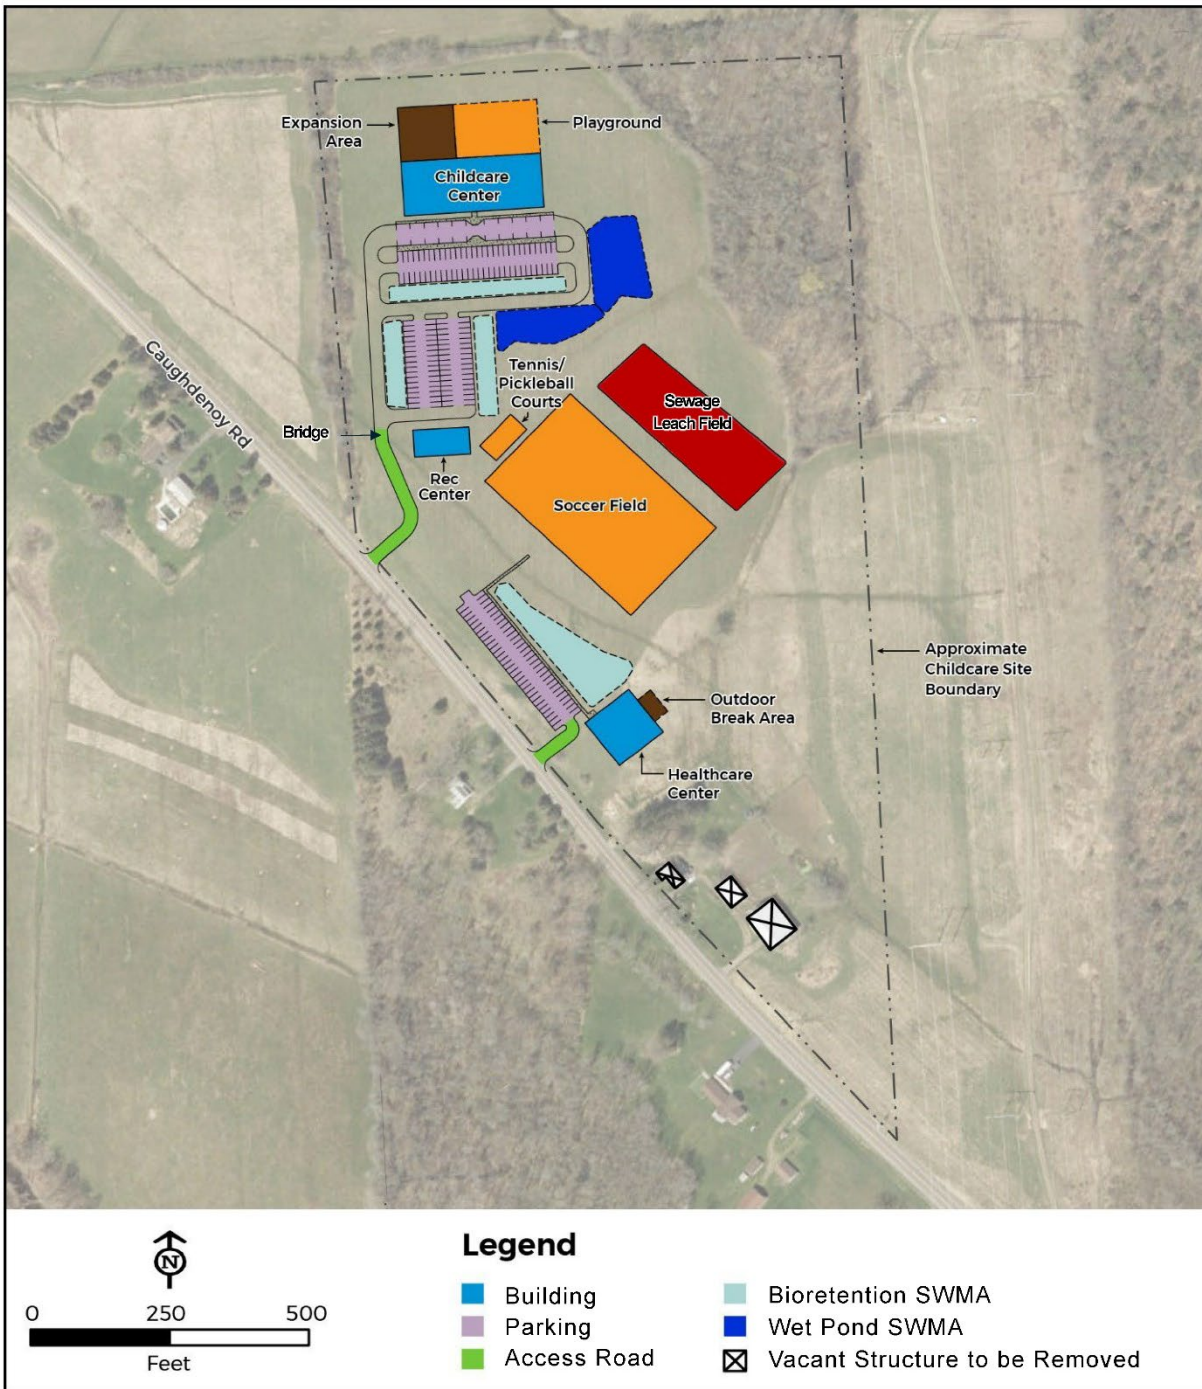 Expansion
Area
Playground
Childcare
Center
Caughdenoy Rd
Tennis/
Pickleball
Courts
Sewage
Leach Field
Bridge
Rec
Center
Soccer Field
Approximate
Childcare Site
Boundary
Outdoor
Break Area
Healthcare
Center
N
0 250 500
Feet
Legend
Building
Parking
Access Road
Bioretention SWMA
Wet Pond SWMA
Vacant Structure to be Removed